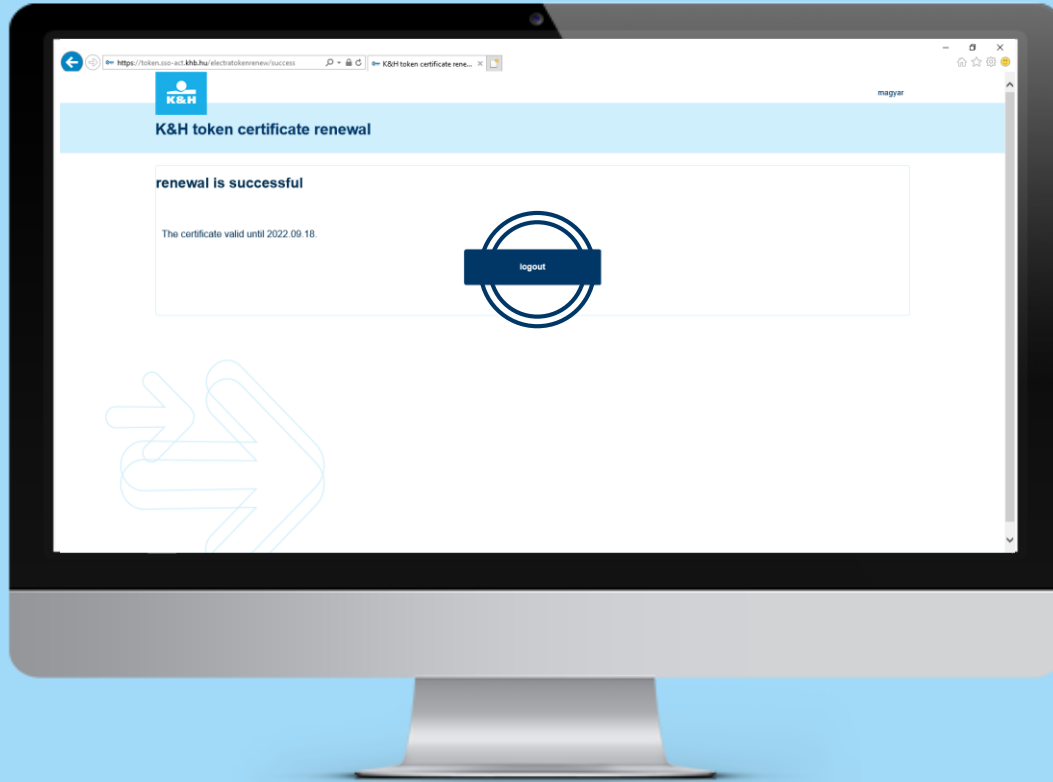 https://token.sso-act.khb.hu/electratokenrenew/success
K&H token certificate rene...
K&H
magyar
K&H token certificate renewal
renewal is successful
The certificate valid until 2022.09.18.
logout